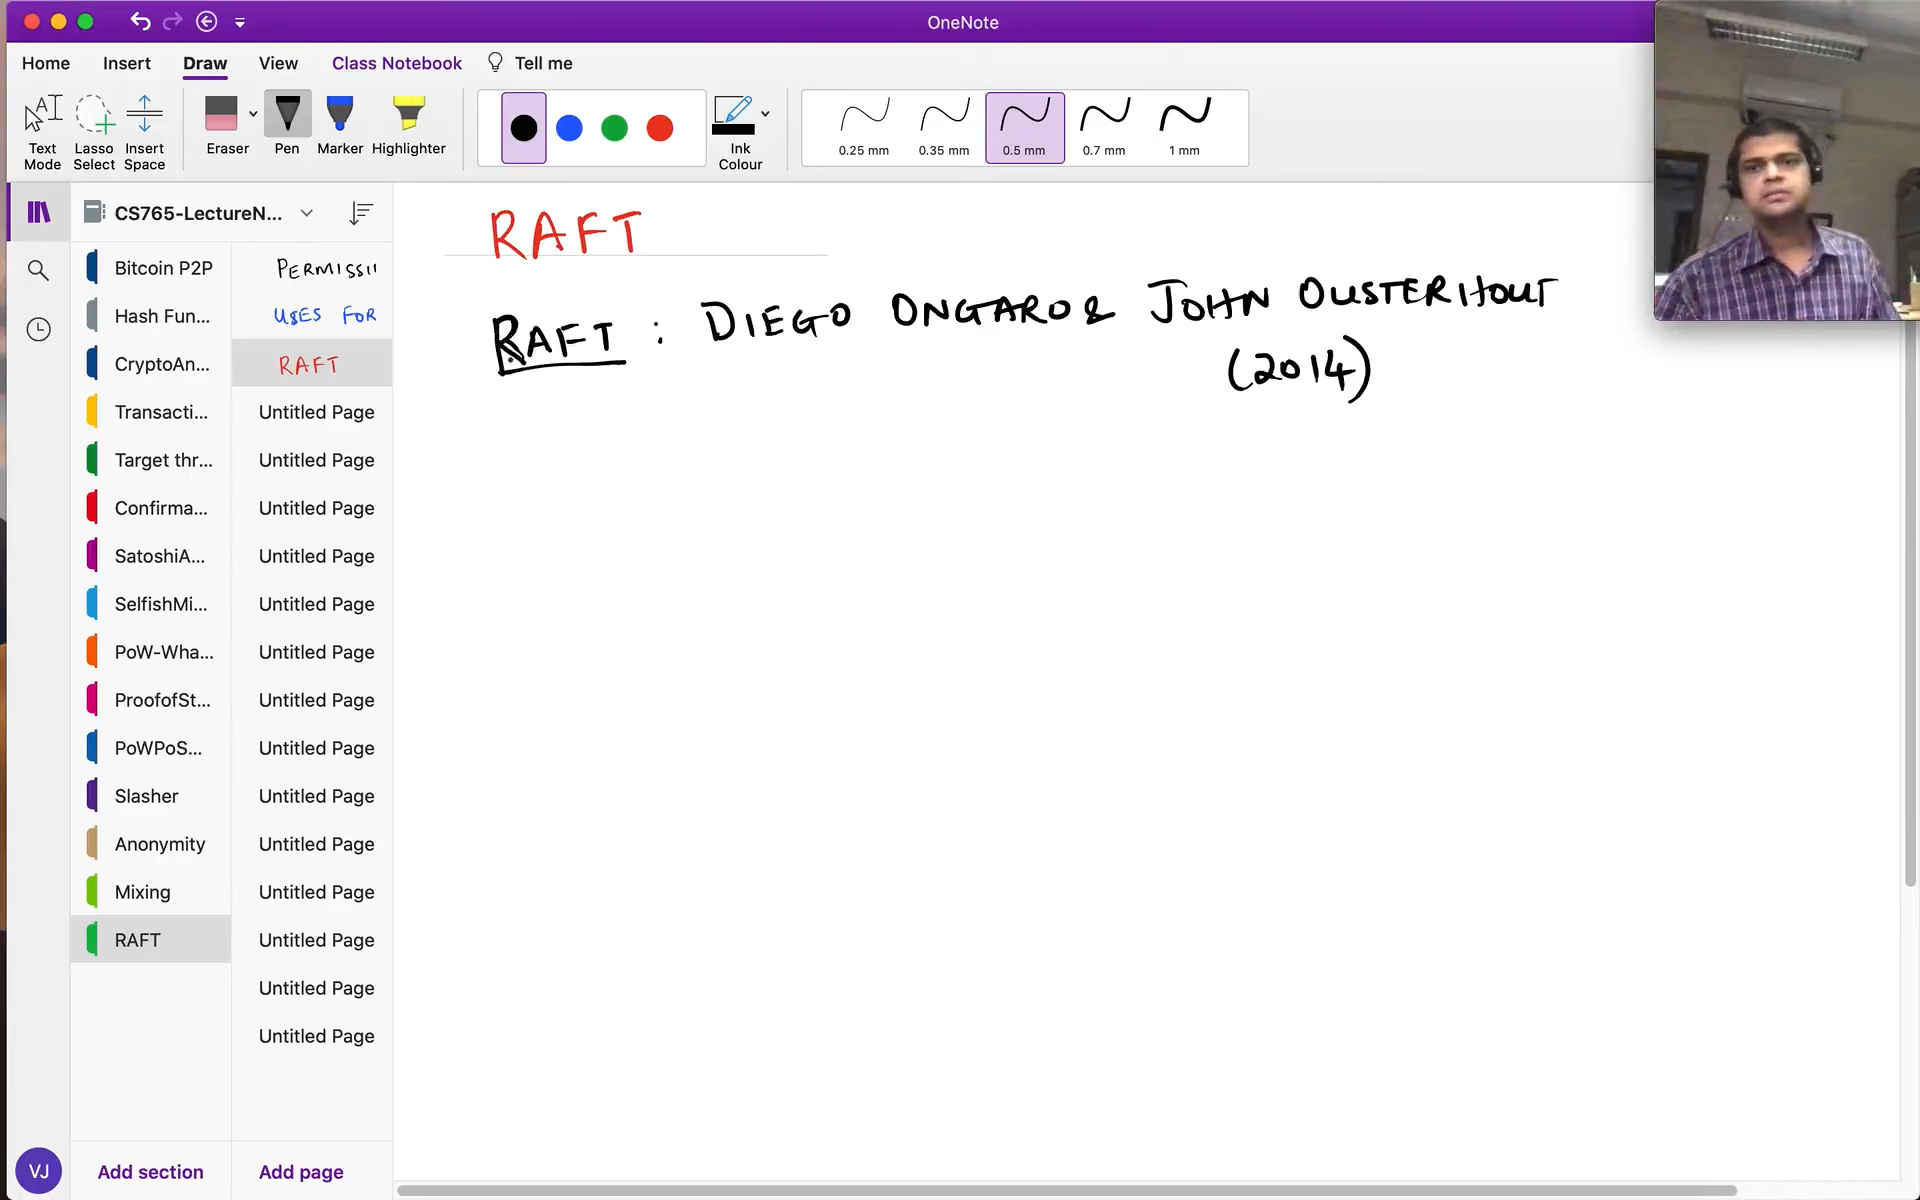 OneNote
Home Insert Draw View Class Notebook Tell me
Text Mode
Lasso Select
Insert Space
Eraser
Pen
Marker
Highlighter
Ink Colour
0.25 mm
0.35 mm
0.5 mm
0.7 mm
1 mm
CS765-LectureN...
Bitcoin P2P
Hash Fun...
CryptoAn...
Transacti...
Target thr...
Confirma...
SatoshiA...
SelfishMi...
PoW-Wha...
ProofofSt...
PoWPoS...
Slasher
Anonymity
Mixing
RAFT
PERMISSI
USES FOR
RAFT
Untitled Page
Untitled Page
Untitled Page
Untitled Page
Untitled Page
Untitled Page
Untitled Page
Untitled Page
Untitled Page
Untitled Page
Untitled Page
Untitled Page
Untitled Page
Untitled Page
VJ
Add section
Add page
RAFT
RAFT : DIEGO ONGARO & JOHN OUSTERHOUT
(2014)